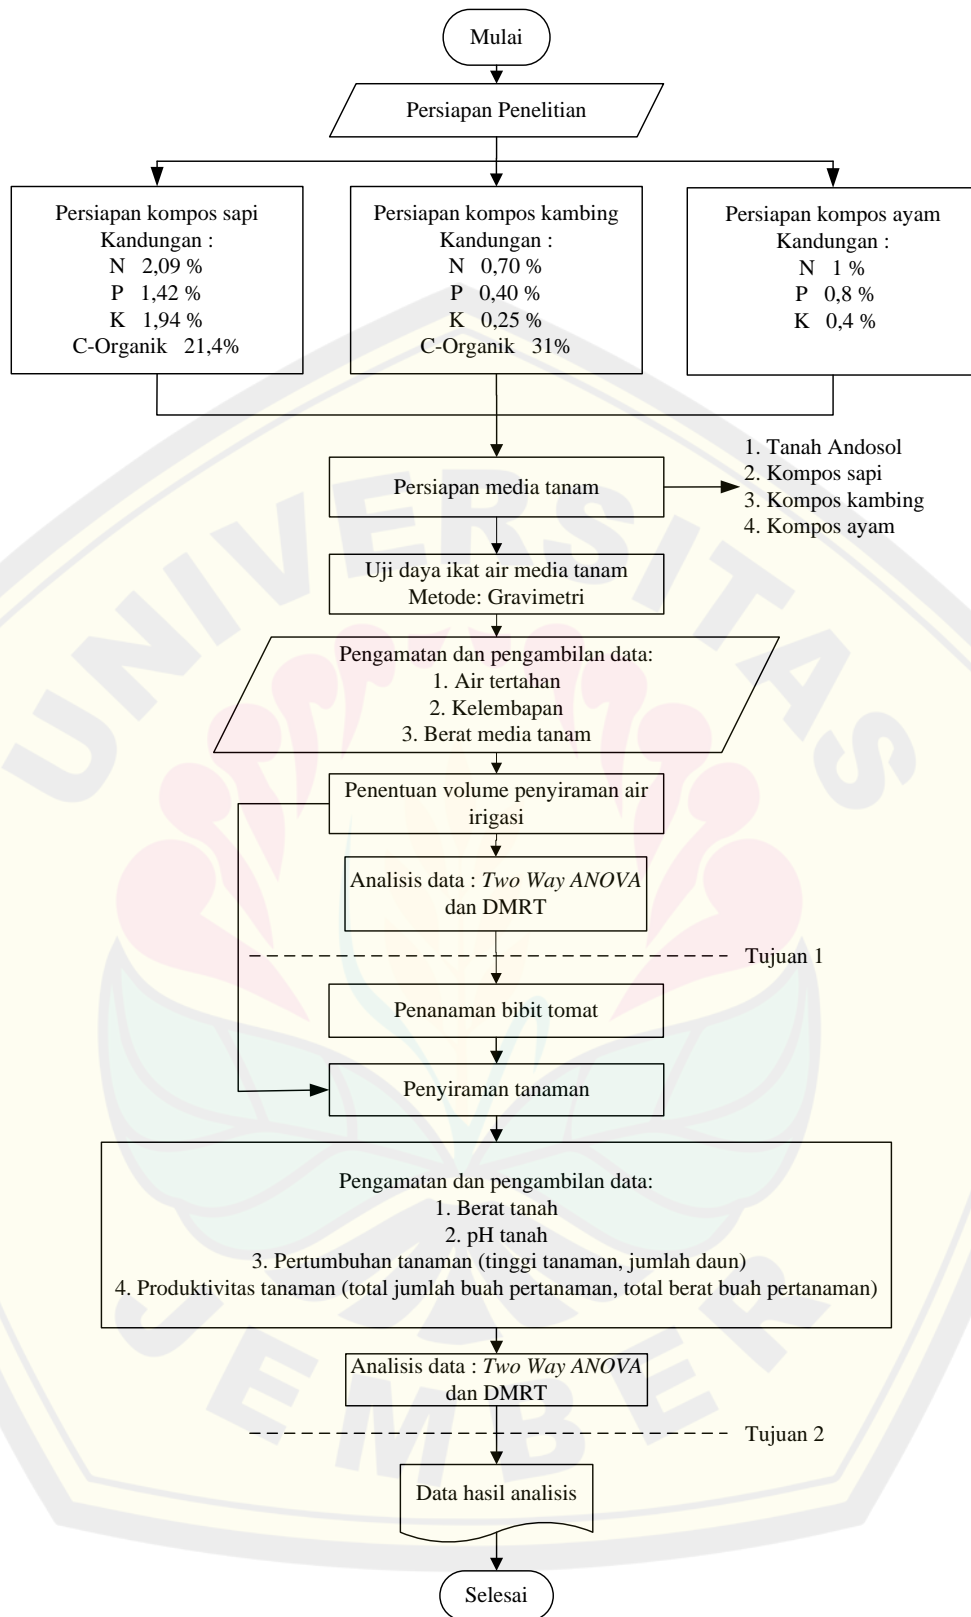 Mulai
Persiapan Penelitian
Persiapan kompos sapi
Kandungan :
N 2,09 %
P 1,42 %
K 1,94 %
C-Organik 21,4%
Persiapan kompos kambing
Kandungan :
N 0,70 %
P 0,40 %
K 0,25 %
C-Organik 31%
Persiapan kompos ayam
Kandungan :
N 1 %
P 0,8 %
K 0,4 %
Persiapan media tanam
1. Tanah Andosol
2. Kompos sapi
3. Kompos kambing
4. Kompos ayam
Uji daya ikat air media tanam
Metode: Gravimetri
Pengamatan dan pengambilan data:
1. Air tertahan
2. Kelembapan
3. Berat media tanam
Penentuan volume penyiraman air
irigasi
Analisis data : Two Way ANOVA
dan DMRT
Tujuan 1
Penanaman bibit tomat
Penyiraman tanaman
Pengamatan dan pengambilan data:
1. Berat tanah
2. pH tanah
3. Pertumbuhan tanaman (tinggi tanaman, jumlah daun)
4. Produktivitas tanaman (total jumlah buah pertanaman, total berat buah pertanaman)
Analisis data : Two Way ANOVA
dan DMRT
Tujuan 2
Data hasil analisis
Selesai
UNIVERSITAS
JEMBER